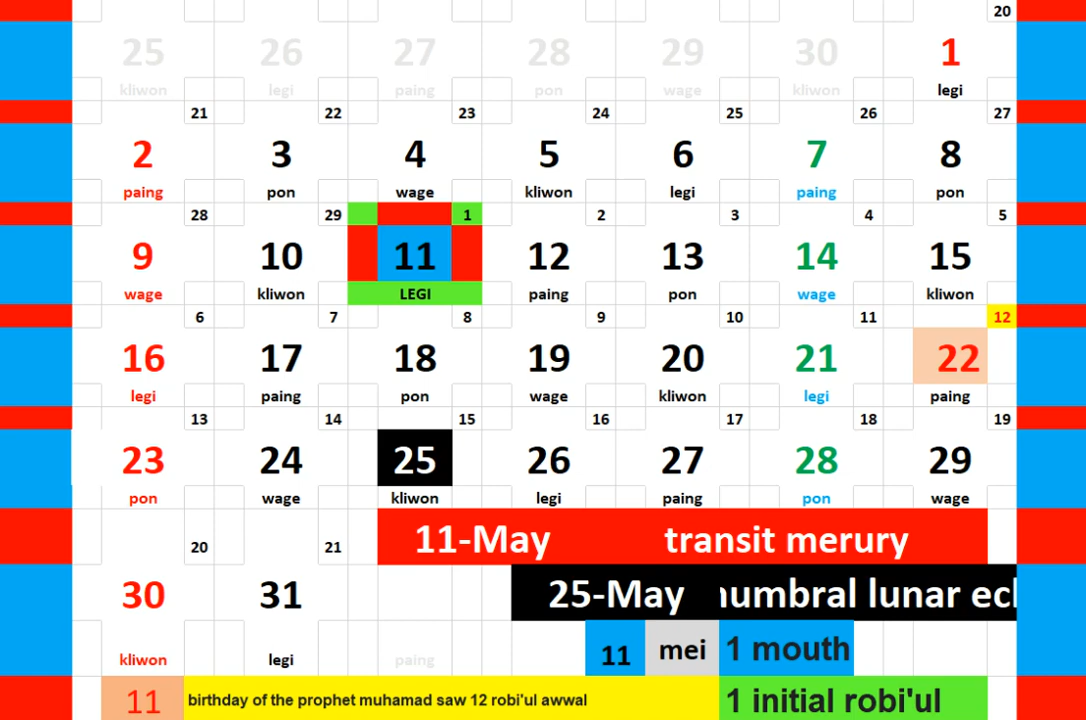 20
25 26 27 28 29 30 1
kliwon legi paing pon wage kliwon legi
21 22 23 24 25 26 27
2 3 4 5 6 7 8
paing pon wage kliwon legi paing pon
28 29 1 2 3 4 5
9 10 11 12 13 14 15
wage kliwon LEGI paing pon wage kliwon
6 7 8 9 10 11 12
16 17 18 19 20 21 22
legi paing pon wage kliwon legi paing
13 14 15 16 17 18 19
23 24 25 26 27 28 29
pon wage kliwon legi paing pon wage
11-May transit merury
20 21
25-May numbral lunar ecl
30 31
11 mei 1 mouth
kliwon legi paing
11 birthday of the prophet muhamad saw 12 robi'ul awwal 1 initial robi'ul